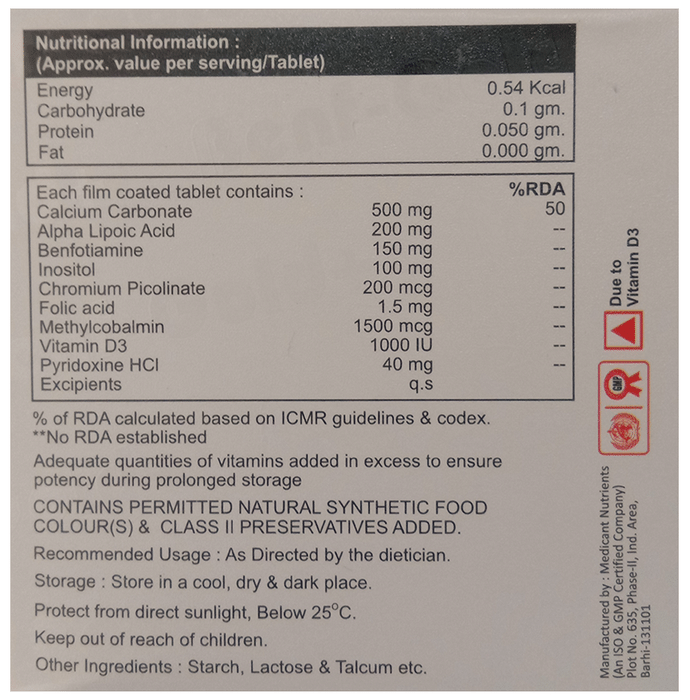 Nutritional Information :
(Approx. value per serving/Tablet)
Energy 0.54 Kcal
Carbohydrate 0.1 gm.
Protein 0.050 gm.
Fat 0.000 gm.
Each film coated tablet contains : %RDA
Calcium Carbonate 500 mg 50
Alpha Lipoic Acid 200 mg --
Benfotiamine 150 mg --
Inositol 100 mg --
Chromium Picolinate 200 mcg --
Folic acid 1.5 mg --
Methylcobalmin 1500 mcg --
Vitamin D3 1000 IU --
Pyridoxine HCl 40 mg --
Excipients q.s
% of RDA calculated based on ICMR guidelines & codex.
**No RDA established
Adequate quantities of vitamins added in excess to ensure
potency during prolonged storage
CONTAINS PERMITTED NATURAL SYNTHETIC FOOD
COLOUR(S) & CLASS II PRESERVATIVES ADDED.
Recommended Usage : As Directed by the dietician.
Storage : Store in a cool, dry & dark place.
Protect from direct sunlight, Below 25°C.
Keep out of reach of children.
Other Ingredients : Starch, Lactose & Talcum etc.
Due to
Vitamin D3
GMP
Manufactured by : Medicant Nutrients
(An ISO & GMP Certified Company)
Plot No. 635, Phase-II, Ind. Area,
Barhi-131101